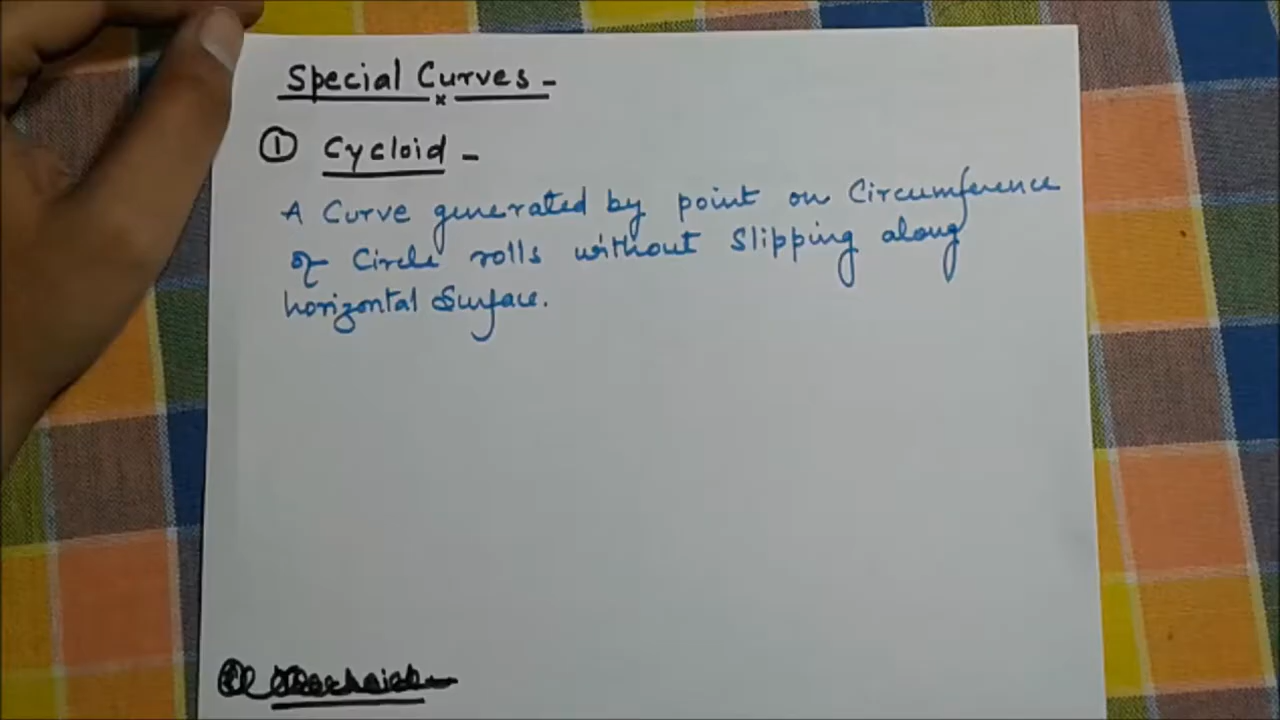 Special Curves -
① Cycloid -
A Curve generated by point on Circumference
of Circle rolls without Slipping along
horizontal Surface.